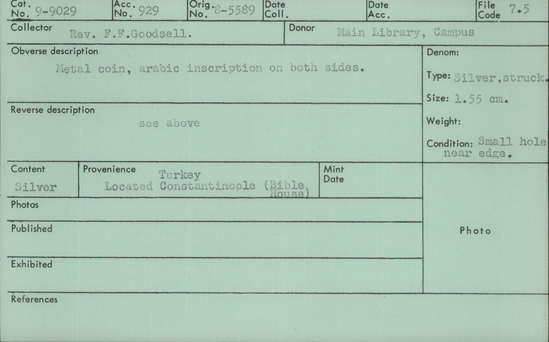 Cat. No. 9-9029 Acc. No. 929 Orig. No. 8-5589 Date Coll. Date Acc. File Code 7.5
Collector Rev. F.F.Goodsell. Donor Main Library, Campus
Obverse description
Metal coin, arabic inscription on both sides.
Denom:
Type: Silver,struck.
Size: 1.55 cm.
Weight:
Condition: Small hole near edge.
Reverse description
see above
Content Silver
Provenience Turkey
Located Constantinople (Bible House)
Mint Date
Photos
Published
Exhibited
Photo
References